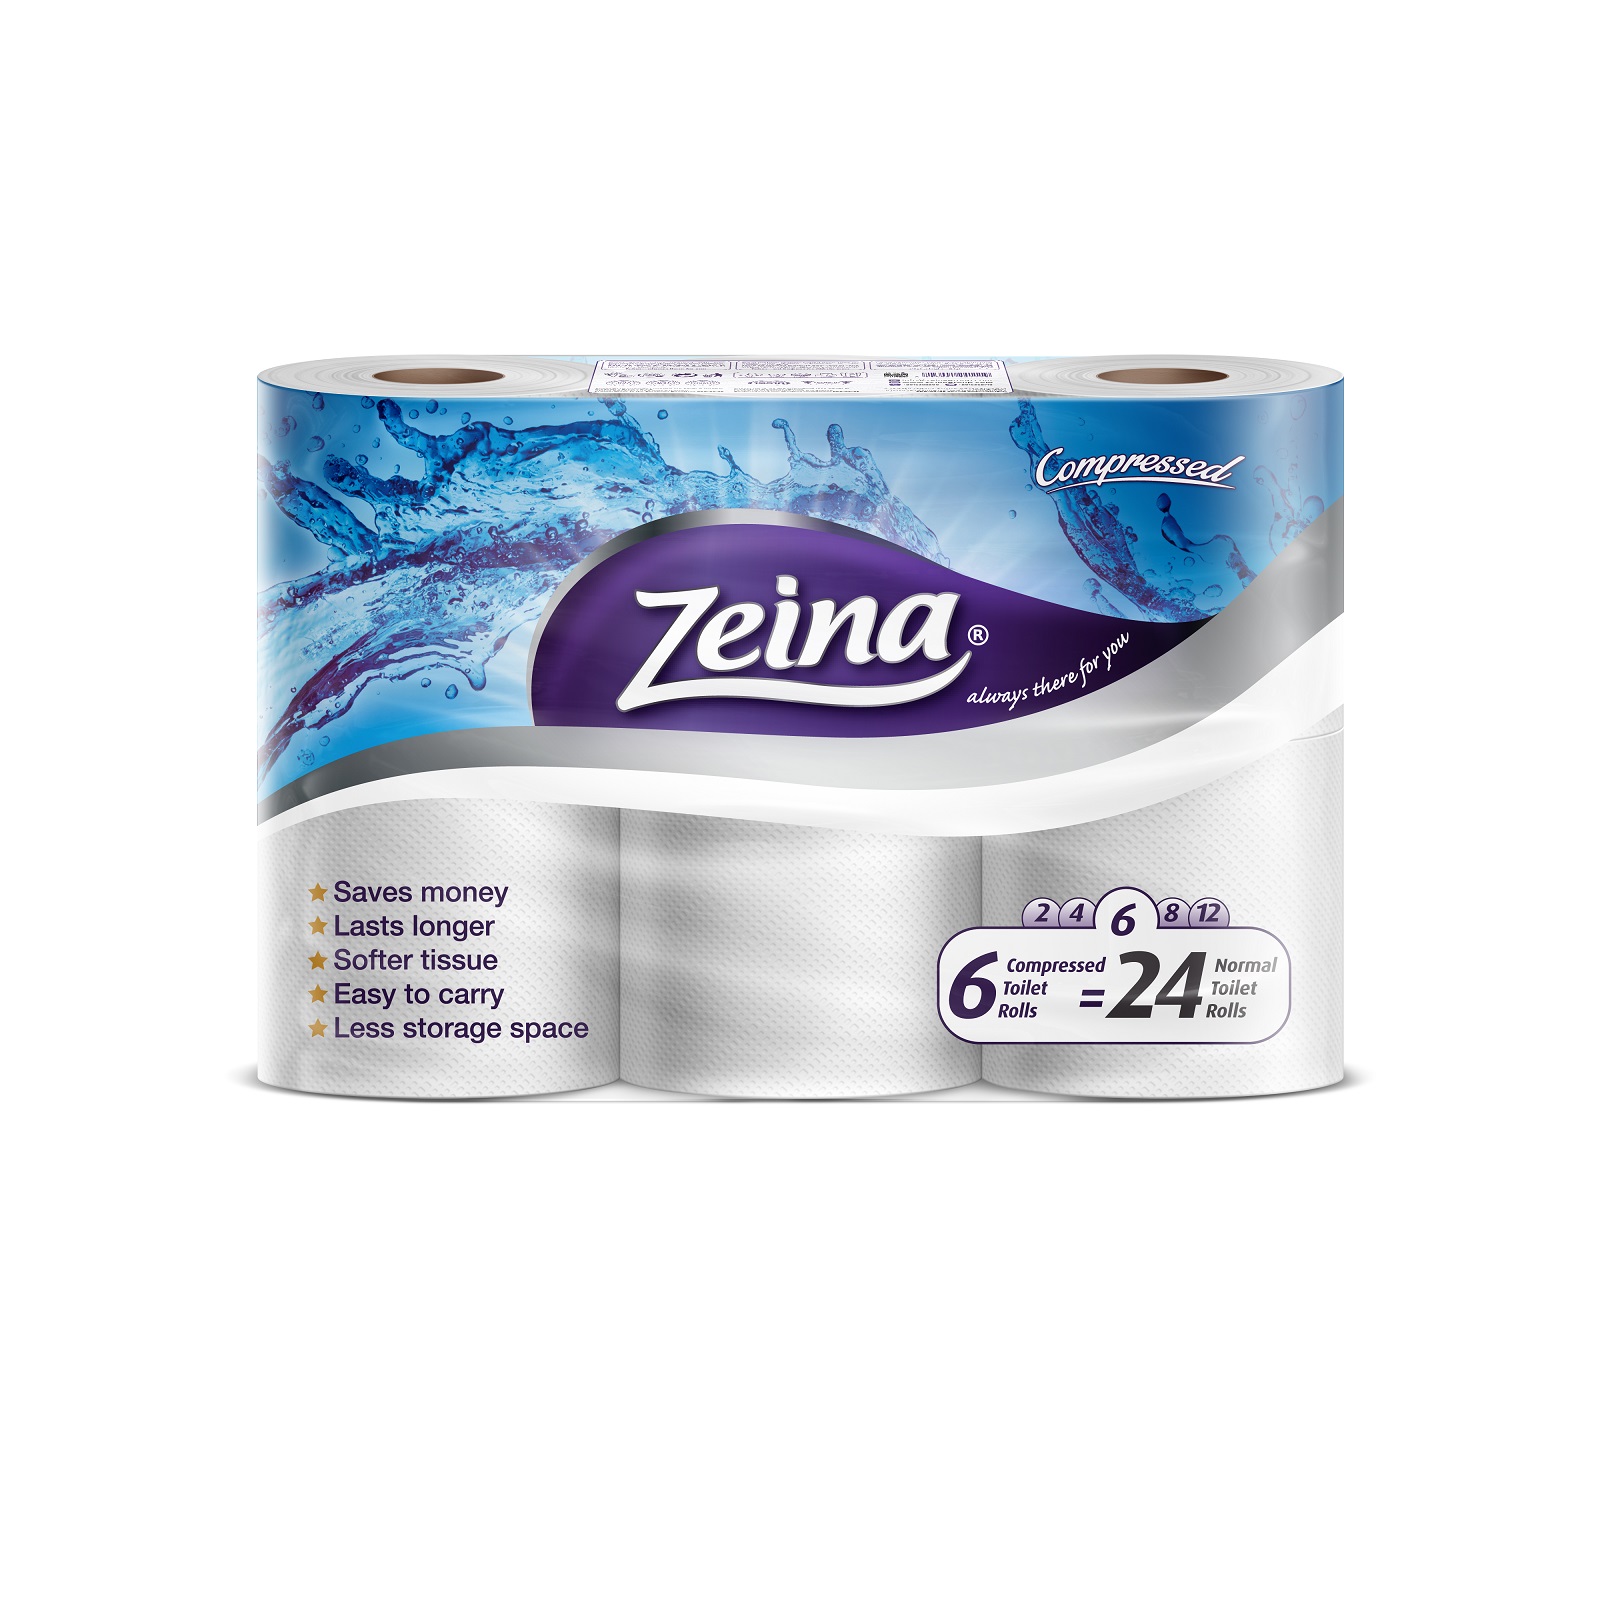 Compressed
Zeina®
always there for you
Saves money
Lasts longer
Softer tissue
Easy to carry
Less storage space
2 4 6 8 12
6 Compressed Toilet Rolls = 24 Normal Toilet Rolls